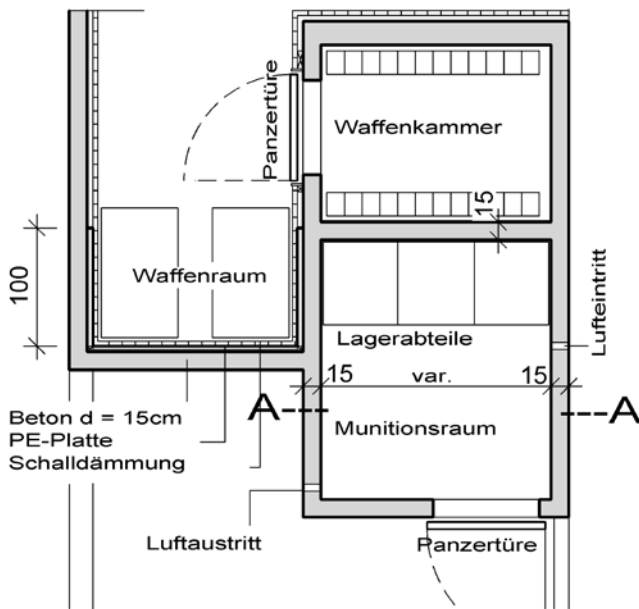 Panzertüre
Waffenkammer
15
Waffenraum
100
Lufteintritt
Lagerabteile
15 var. 15
A A
Beton d = 15cm
PE-Platte
Schalldämmung
Munitionsraum
Luftaustritt
Panzertüre